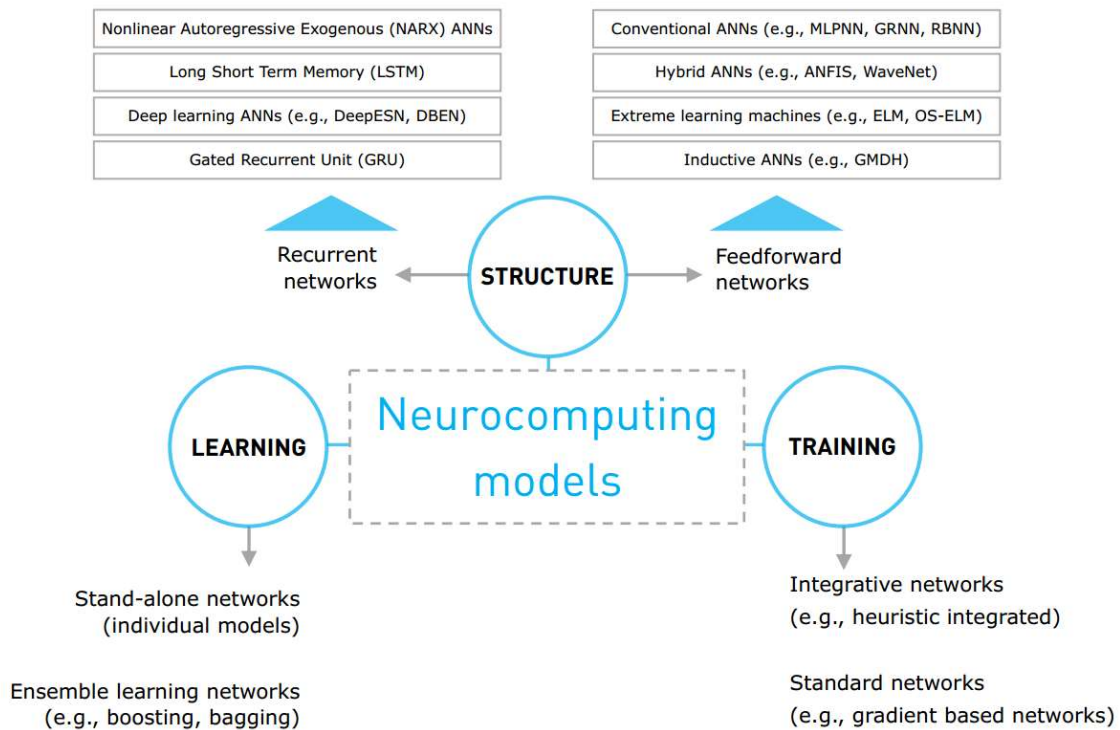 Nonlinear Autoregressive Exogenous (NARX) ANNs
Long Short Term Memory (LSTM)
Deep learning ANNs (e.g., DeepESN, DBEN)
Gated Recurrent Unit (GRU)
Conventional ANNs (e.g., MLPNN, GRNN, RBNN)
Hybrid ANNs (e.g., ANFIS, WaveNet)
Extreme learning machines (e.g., ELM, OS-ELM)
Inductive ANNs (e.g., GMDH)
Recurrent
networks
STRUCTURE
Feedforward
networks
LEARNING
Neurocomputing
models
TRAINING
Stand-alone networks
(individual models)
Ensemble learning networks
(e.g., boosting, bagging)
Integrative networks
(e.g., heuristic integrated)
Standard networks
(e.g., gradient based networks)